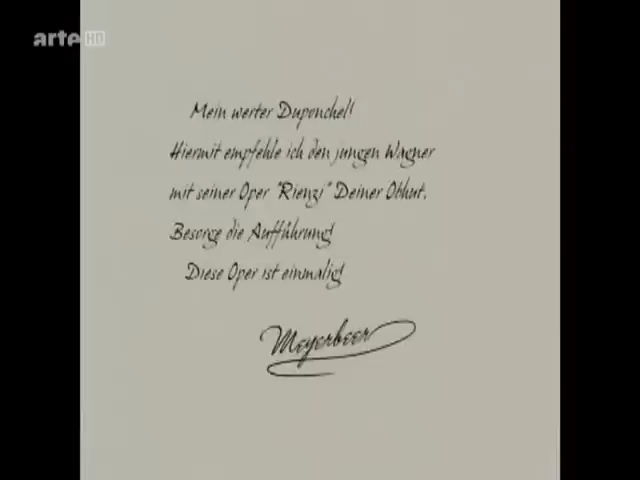 arte HD
Mein werter Duponchel!
Hiermit empfehle ich den jungen Wagner
mit seiner Oper "Rienzi" Deiner Obhut.
Besorge die Aufführung!
Diese Oper ist einmalig!
Meyerbeer